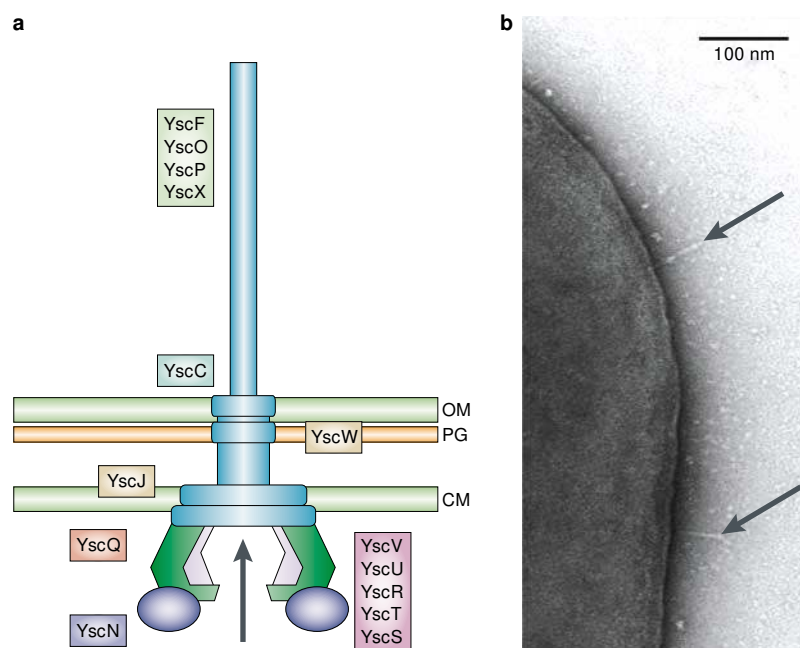 a
YscF
YscO
YscP
YscX
YscC
OM
YscW
PG
YscJ
CM
YscQ
YscV
YscU
YscR
YscT
YscS
YscN
b
100 nm